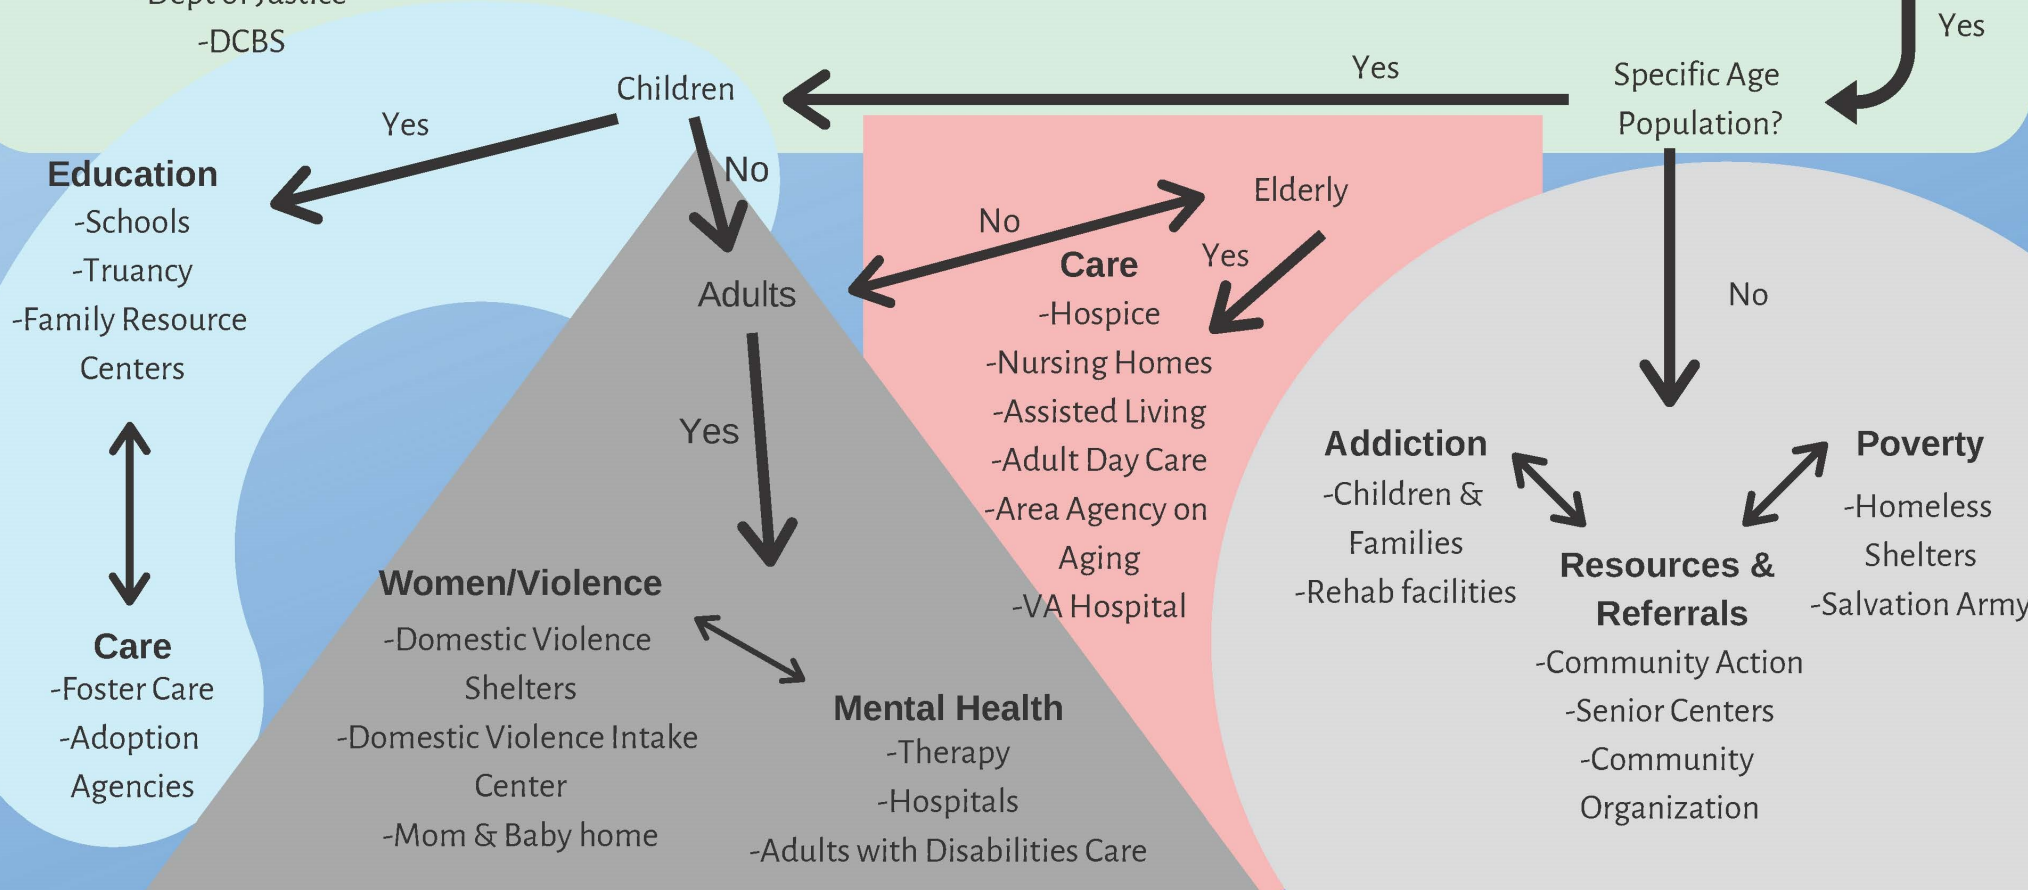 Dept of Justice
-DCBS
Yes
Specific Age
Population?
Yes
Children
Yes
No
Education
-Schools
-Truancy
-Family Resource
Centers
Care
-Foster Care
-Adoption
Agencies
Adults
Yes
Women/Violence
-Domestic Violence
Shelters
-Domestic Violence Intake
Center
-Mom & Baby home
Mental Health
-Therapy
-Hospitals
-Adults with Disabilities Care
No
Elderly
Yes
Care
-Hospice
-Nursing Homes
-Assisted Living
-Adult Day Care
-Area Agency on
Aging
-VA Hospital
No
Addiction
-Children &
Families
-Rehab facilities
Resources &
Referrals
-Community Action
-Senior Centers
-Community
Organization
Poverty
-Homeless
Shelters
-Salvation Army